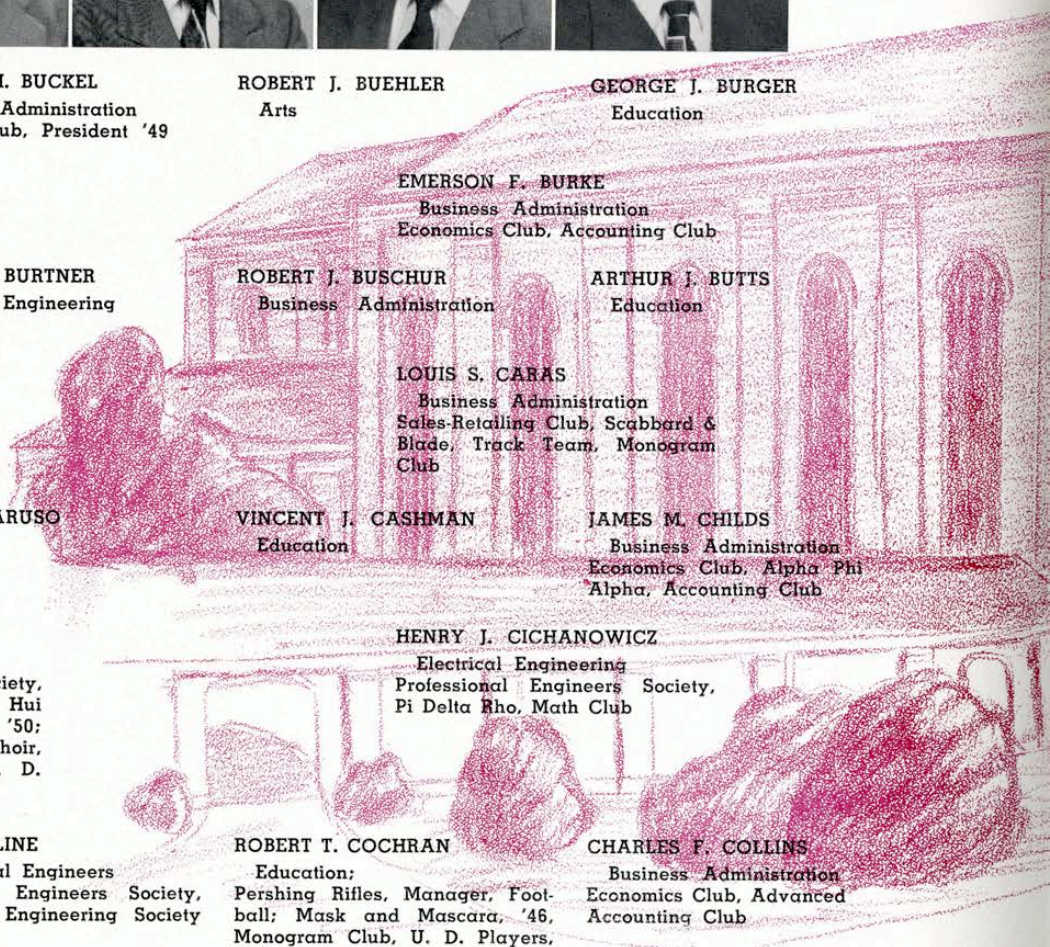 I. BUCKEL
Administration
ub, President '49
ROBERT J. BUEHLER
Arts
GEORGE J. BURGER
Education
EMERSON F. BURKE
Business Administration
Economics Club, Accounting Club
BURTNER
Engineering
ROBERT J. BUSCHUR
Business Administration
ARTHUR J. BUTTS
Education
LOUIS S. CARAS
Business Administration
Sales-Retailing Club, Scabbard &
Blade, Track Team, Monogram
Club
ARUSO
VINCENT J. CASHMAN
Education
JAMES M. CHILDS
Business Administration
Economics Club, Alpha Phi
Alpha, Accounting Club
HENRY J. CICHANOWICZ
Electrical Engineering
Professional Engineers Society,
Pi Delta Rho, Math Club
iety,
Hui
'50;
hoir,
. D.
LINE
al Engineers
Engineers Society,
Engineering Society
ROBERT T. COCHRAN
Education;
Pershing Rifles, Manager, Foot-
ball; Mask and Mascara, '46,
Monogram Club, U. D. Players,
CHARLES F. COLLINS
Business Administration
Economics Club, Advanced
Accounting Club